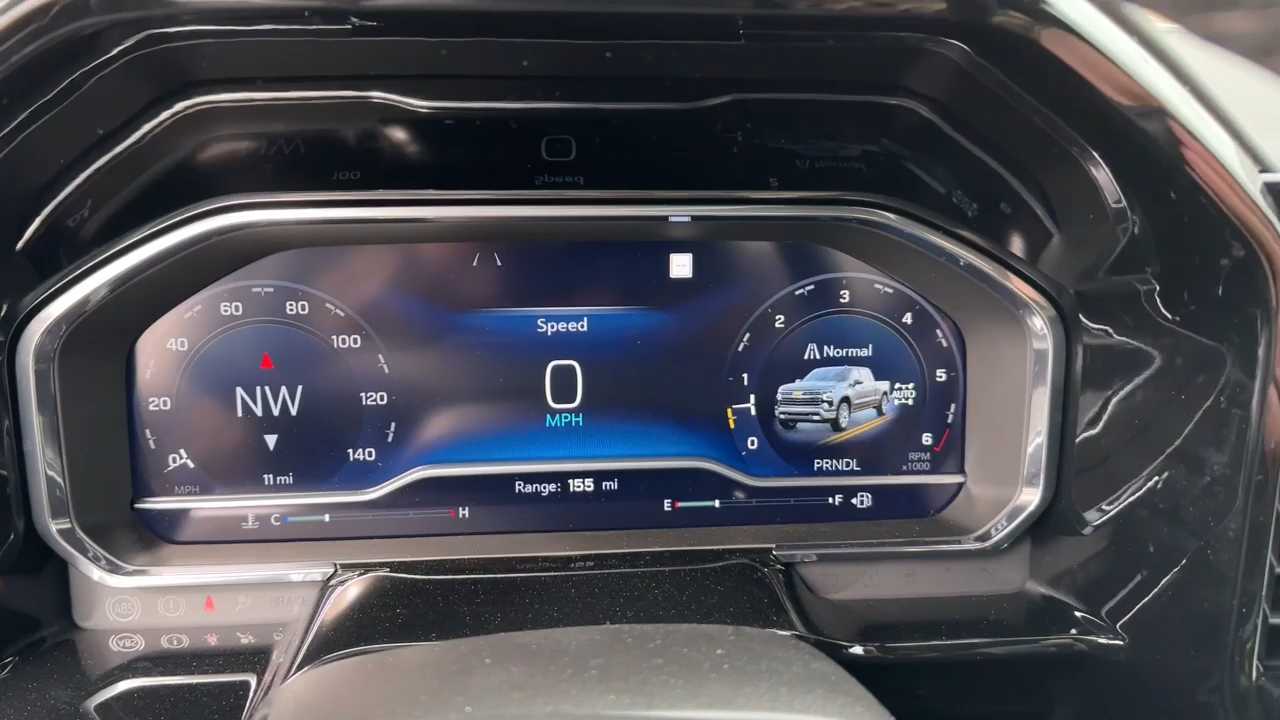 Speed
0
MPH
60 80
40 100
20 120
0 140
NW
MPH
11 mi
3
2 4
1 5
0 6
Normal
AUTO
PRNDL
RPM
x1000
Range: 155 mi
C H
E F
ABS
BRAKE